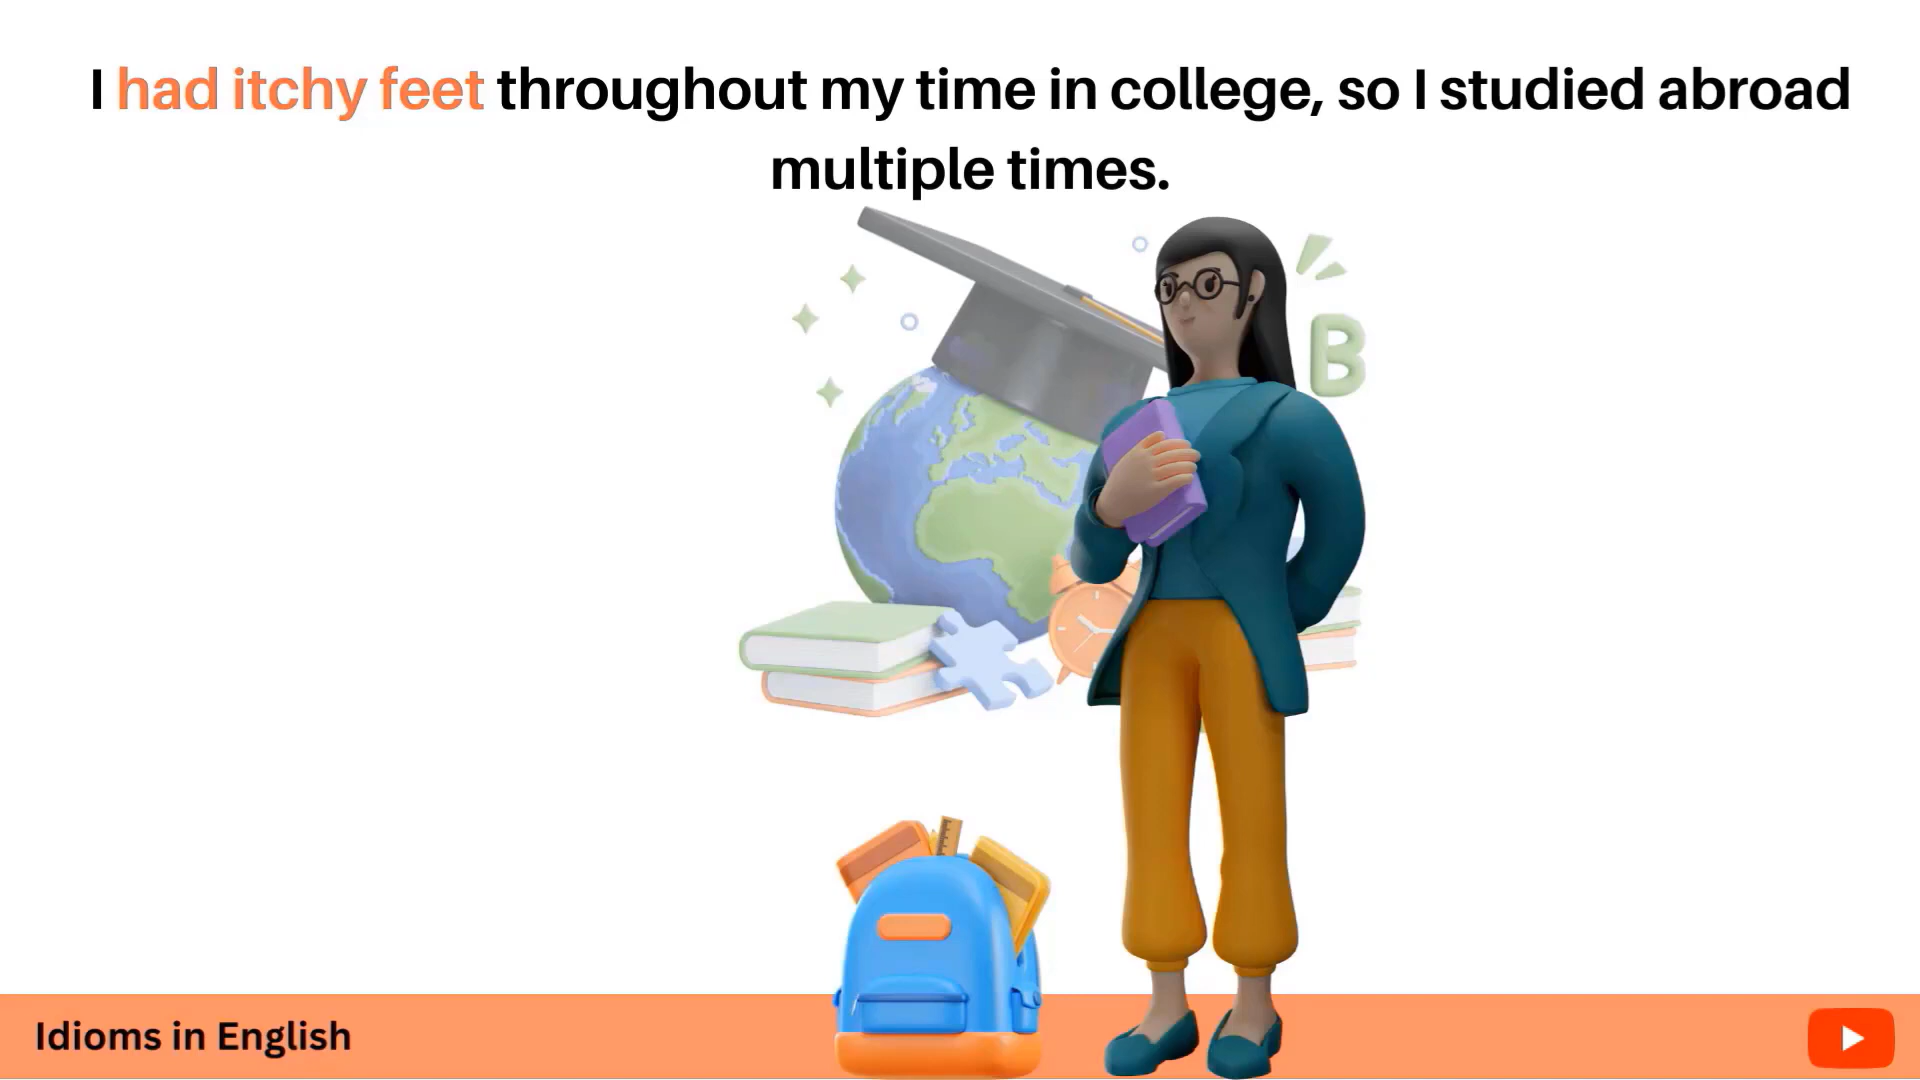 I had itchy feet throughout my time in college, so I studied abroad
multiple times.
B
Idioms in English